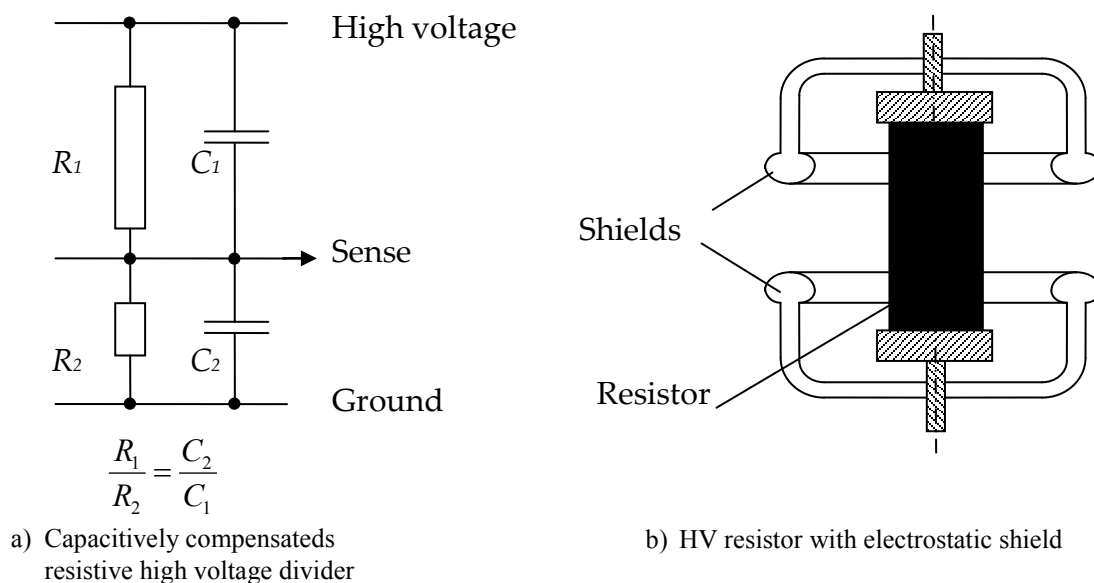 High voltage
R1
C1
Sense
R2
C2
Ground
R1/R2 = C2/C1
a) Capacitively compensateds
resistive high voltage divider
Shields
Resistor
b) HV resistor with electrostatic shield